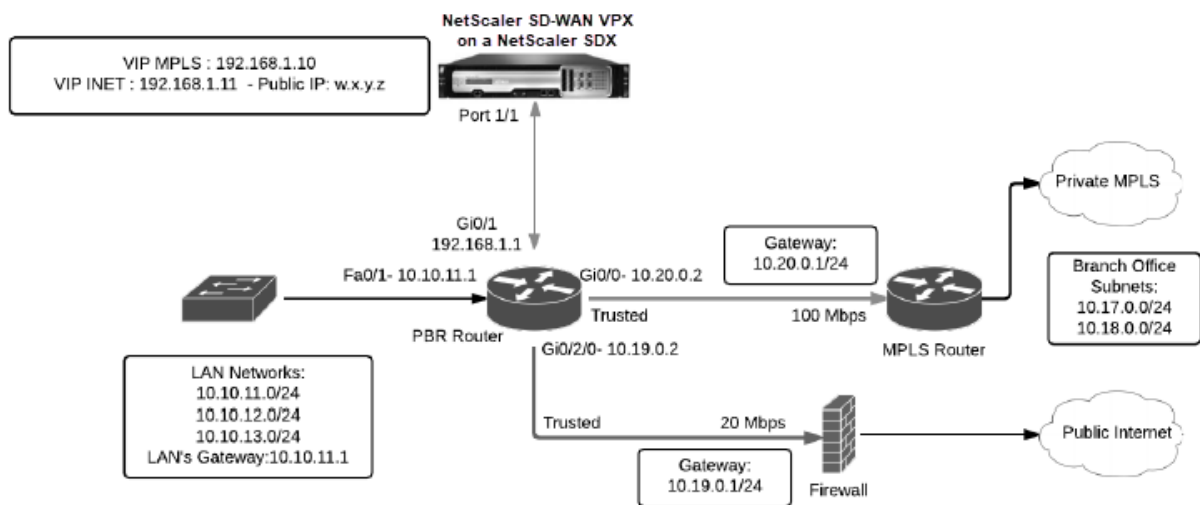 NetScaler SD-WAN VPX
on a NetScaler SDX
VIP MPLS : 192.168.1.10
VIP INET : 192.168.1.11 - Public IP: w.x.y.z
Port 1/1
Private MPLS
Gi0/1
192.168.1.1
Gateway:
10.20.0.1/24
Fa0/1- 10.10.11.1
Gi0/0- 10.20.0.2
Branch Office
Subnets:
10.17.0.0/24
10.18.0.0/24
Trusted
100 Mbps
PBR Router
MPLS Router
Gi0/2/0- 10.19.0.2
LAN Networks:
10.10.11.0/24
10.10.12.0/24
10.10.13.0/24
LAN's Gateway:10.10.11.1
Trusted
20 Mbps
Public Internet
Gateway:
10.19.0.1/24
Firewall